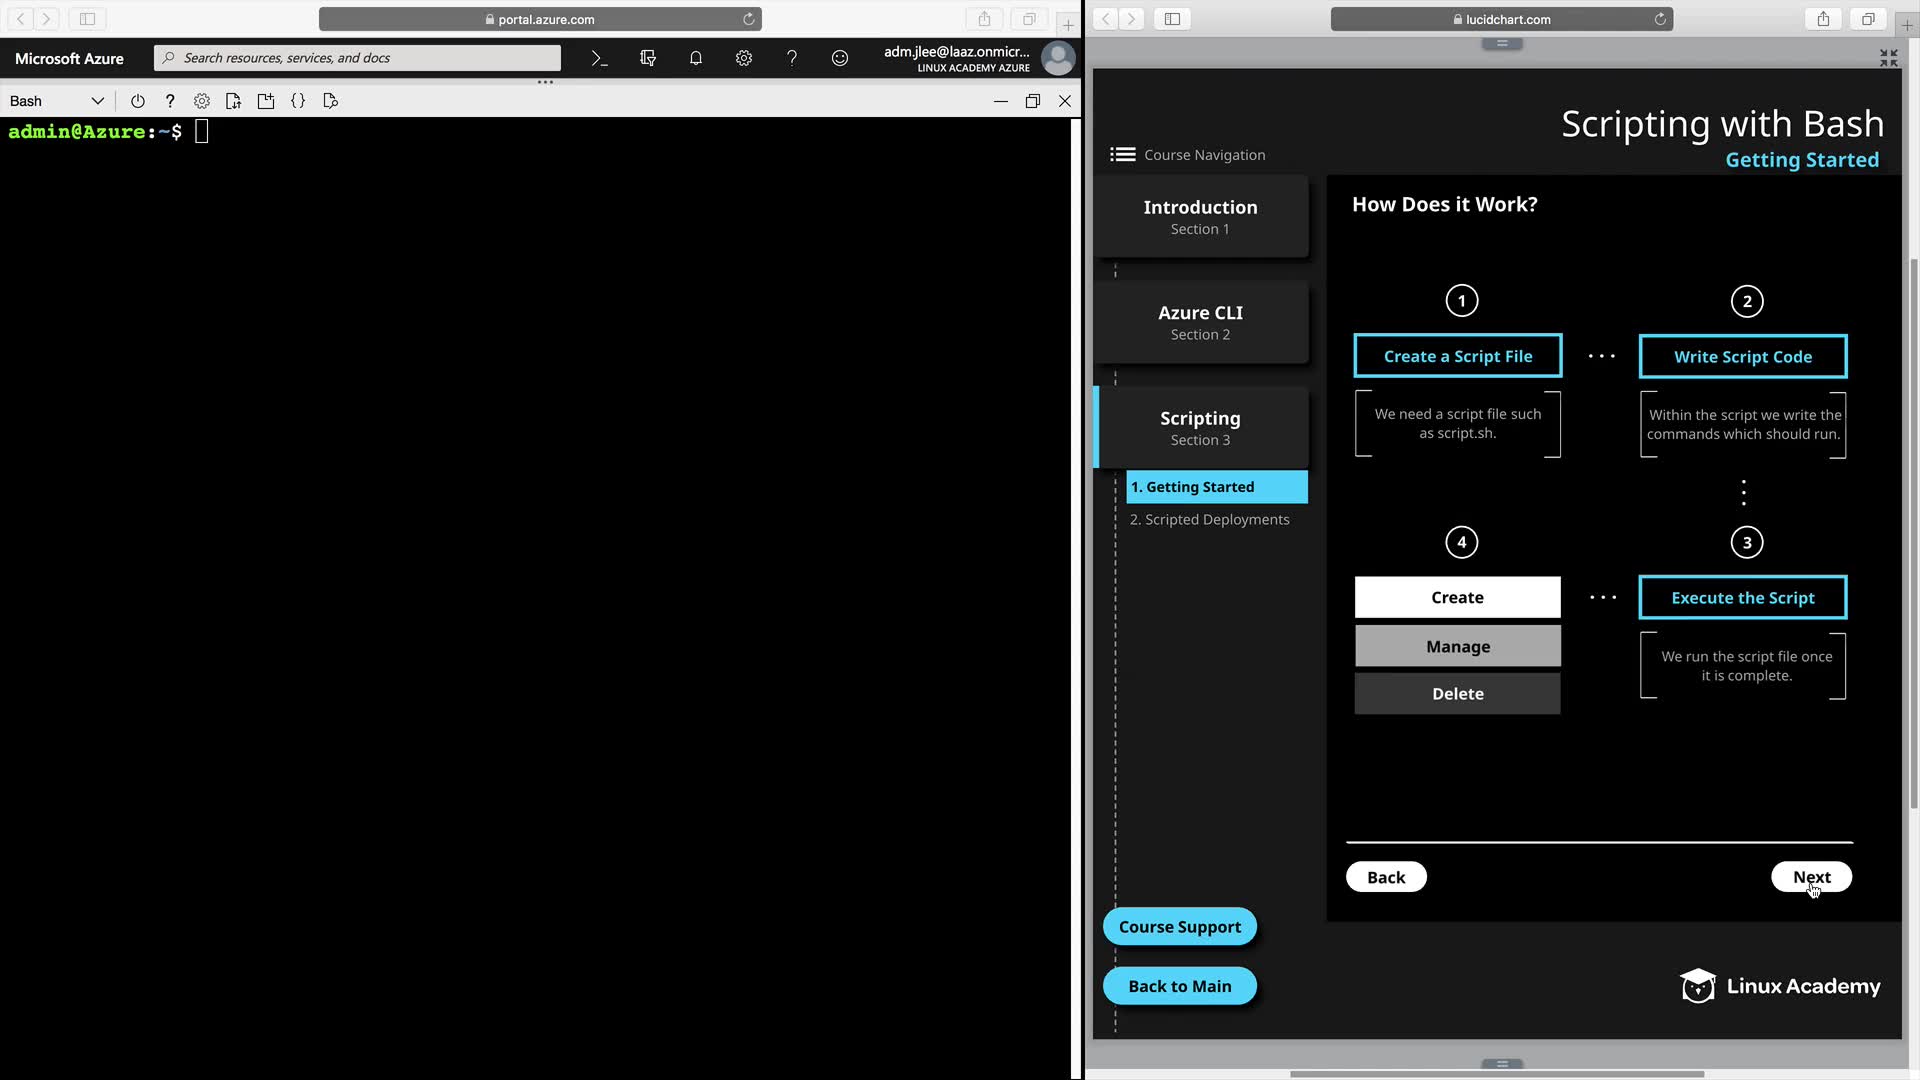 portal.azure.com
Microsoft Azure
Search resources, services, and docs
adm.jlee@laaz.onmicr...
LINUX ACADEMY AZURE
Bash
admin@Azure:~$
lucidchart.com
Scripting with Bash
Getting Started
Course Navigation
Introduction
Section 1
Azure CLI
Section 2
Scripting
Section 3
1. Getting Started
2. Scripted Deployments
Course Support
Back to Main
How Does it Work?
1
Create a Script File
...
We need a script file such
as script.sh.
2
Write Script Code
Within the script we write the
commands which should run.
3
Execute the Script
We run the script file once
it is complete.
4
Create
...
Manage
Delete
Back
Next
Linux Academy